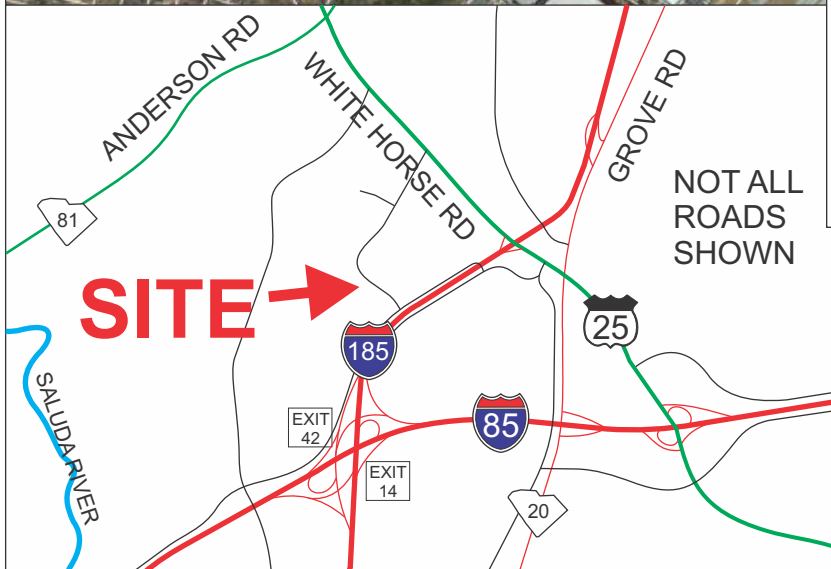 ANDERSON RD
WHITE HORSE RD
GROVE RD
NOT ALL
ROADS
SHOWN
81
SITE
25
185
SALUDA RIVER
EXIT
42
85
EXIT
14
20